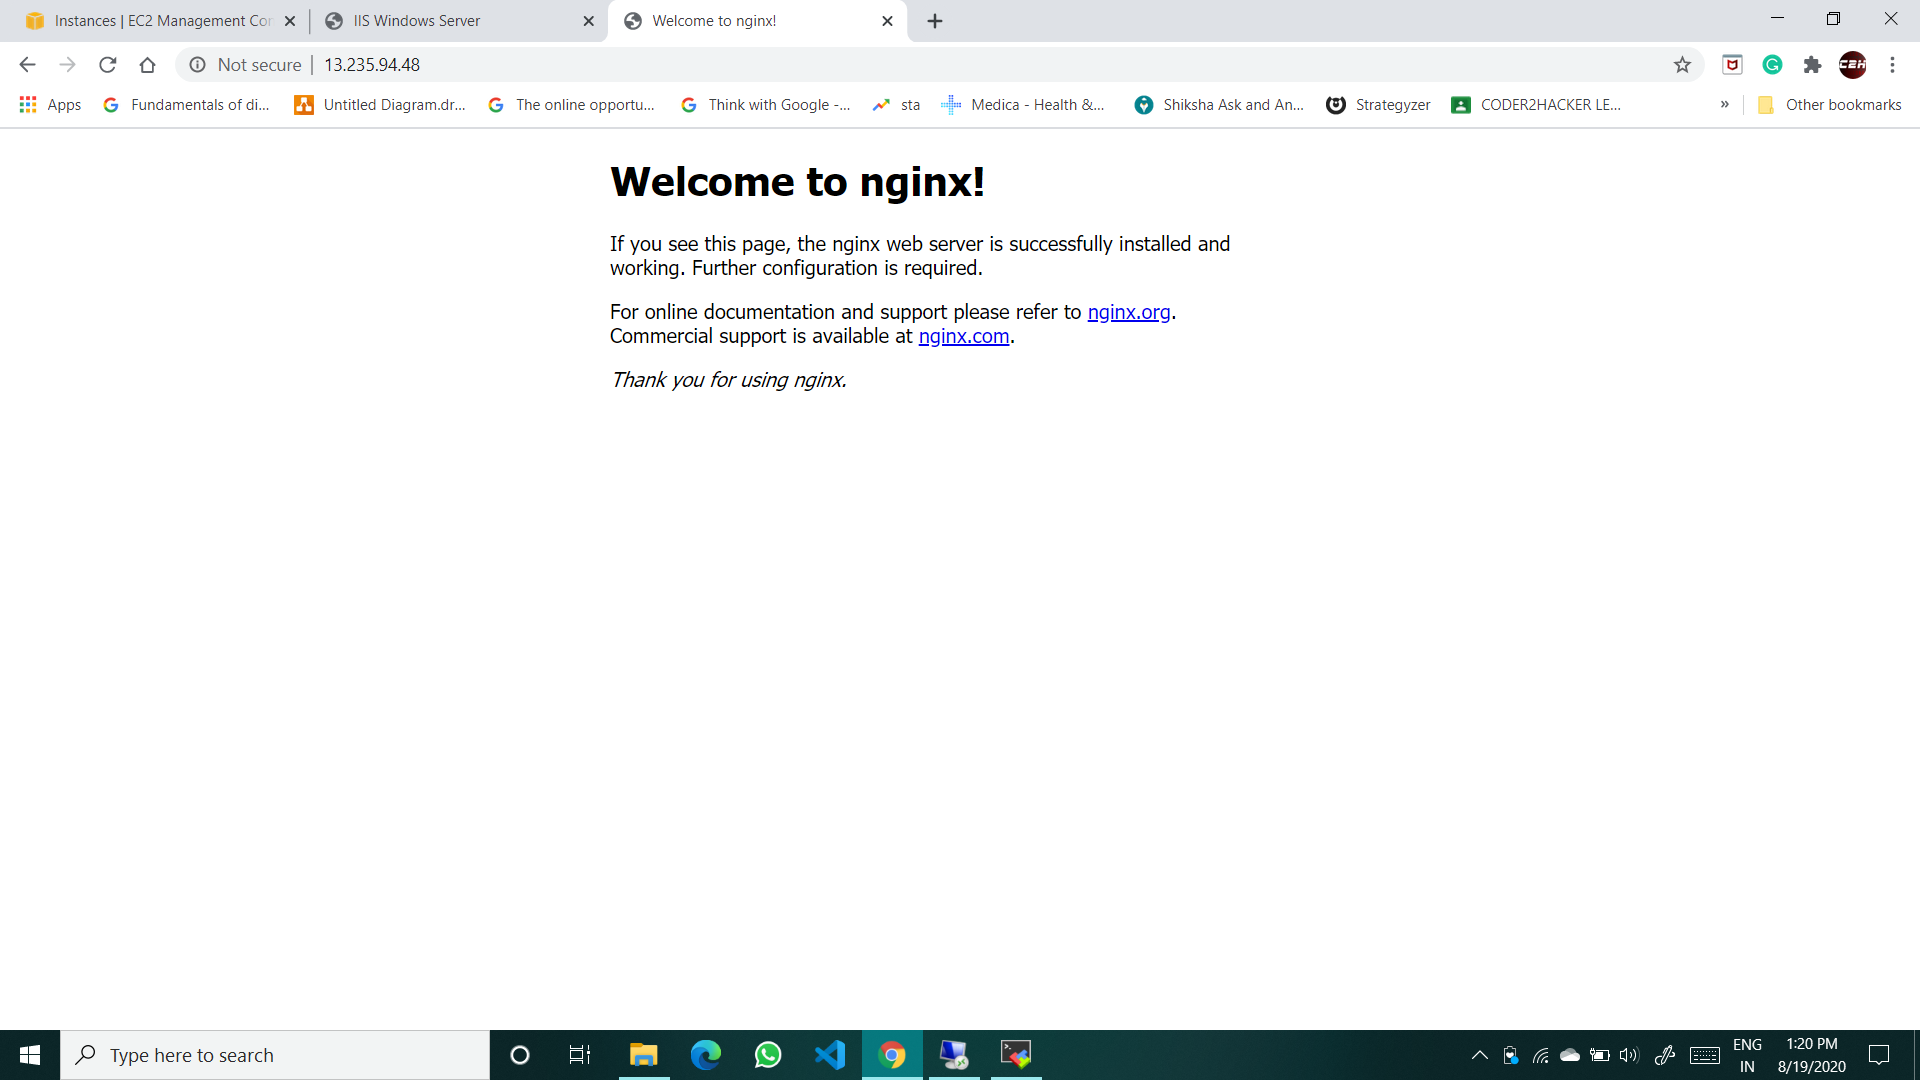 Instances | EC2 Management Con
IIS Windows Server
Welcome to nginx!
Not secure
13.235.94.48
C2H
Apps
Fundamentals of di...
Untitled Diagram.dr...
The online opportu...
Think with Google -...
sta
Medica - Health &...
Shiksha Ask and An...
Strategyzer
CODER2HACKER LE...
»
Other bookmarks
Welcome to nginx!
If you see this page, the nginx web server is successfully installed and
working. Further configuration is required.
For online documentation and support please refer to nginx.org.
Commercial support is available at nginx.com.
Thank you for using nginx.
Type here to search
ENG
IN
1:20 PM
8/19/2020